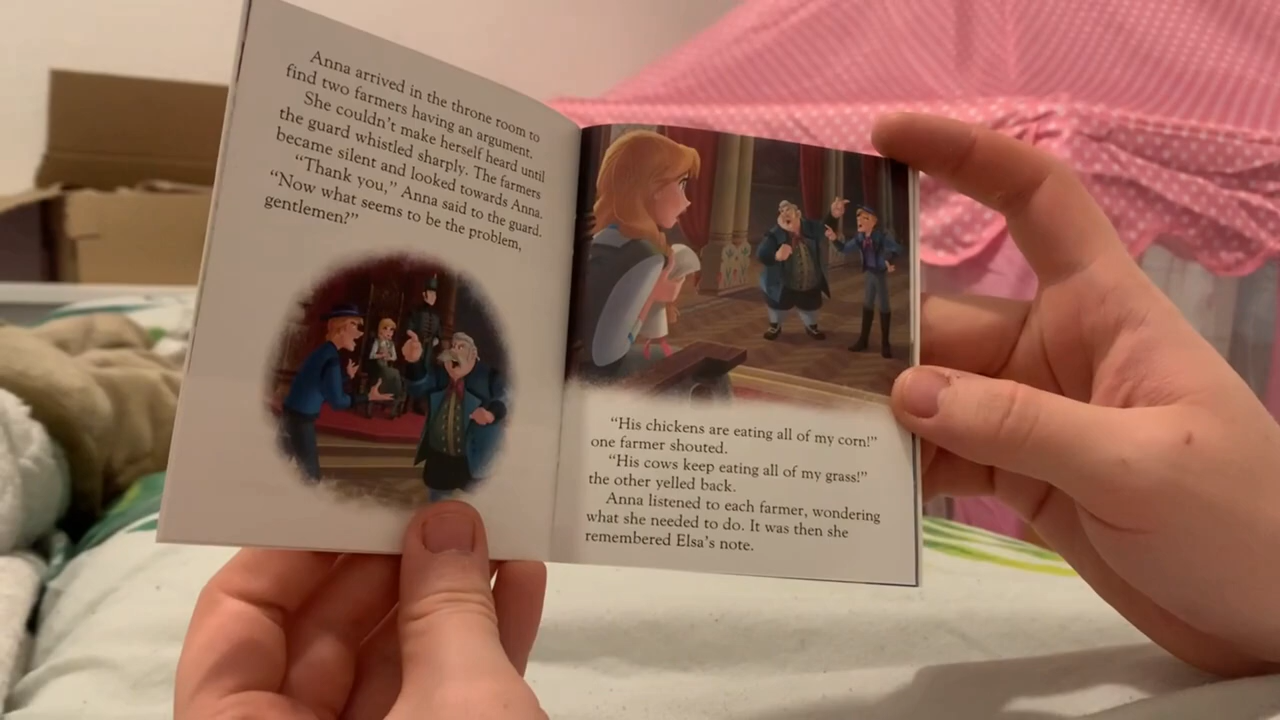 Anna arrived in the throne room to
find two farmers having an argument.
She couldn't make herself heard until
the guard whistled sharply. The farmers
became silent and looked towards Anna.
“Thank you,” Anna said to the guard.
“Now what seems to be the problem,
gentlemen?”
“His chickens are eating all of my corn!”
one farmer shouted.
“His cows keep eating all of my grass!”
the other yelled back.
Anna listened to each farmer, wondering
what she needed to do. It was then she
remembered Elsa's note.